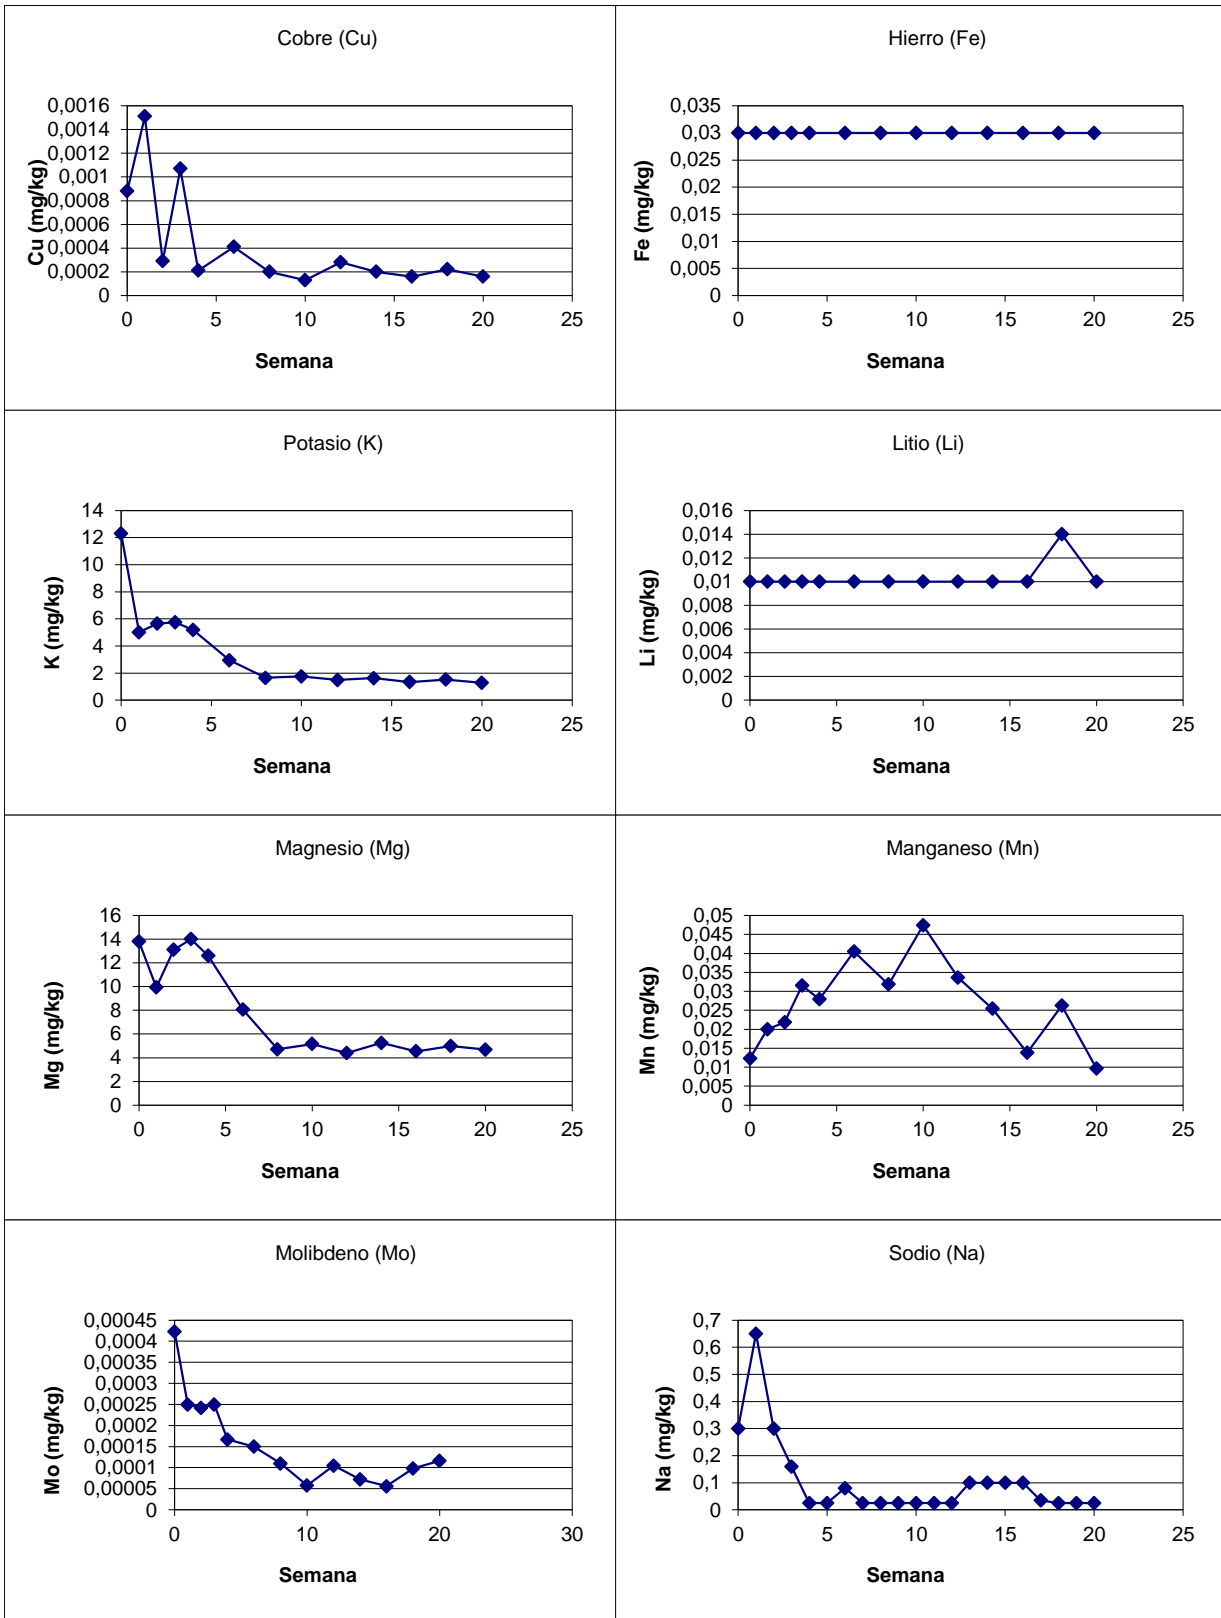 Cobre (Cu)
Cu (mg/kg)
0,0016
0,0014
0,0012
0,001
0,0008
0,0006
0,0004
0,0002
0
0 5 10 15 20 25
Semana
Hierro (Fe)
Fe (mg/kg)
0,035
0,03
0,025
0,02
0,015
0,01
0,005
0
0 5 10 15 20 25
Semana
Potasio (K)
K (mg/kg)
14
12
10
8
6
4
2
0
0 5 10 15 20 25
Semana
Litio (Li)
Li (mg/kg)
0,016
0,014
0,012
0,01
0,008
0,006
0,004
0,002
0
0 5 10 15 20 25
Semana
Magnesio (Mg)
Mg (mg/kg)
16
14
12
10
8
6
4
2
0
0 5 10 15 20 25
Semana
Manganeso (Mn)
Mn (mg/kg)
0,05
0,045
0,04
0,035
0,03
0,025
0,02
0,015
0,01
0,005
0
0 5 10 15 20 25
Semana
Molibdeno (Mo)
Mo (mg/kg)
0,00045
0,0004
0,00035
0,0003
0,00025
0,0002
0,00015
0,0001
0,00005
0
0 10 20 30
Semana
Sodio (Na)
Na (mg/kg)
0,7
0,6
0,5
0,4
0,3
0,2
0,1
0
0 5 10 15 20 25
Semana